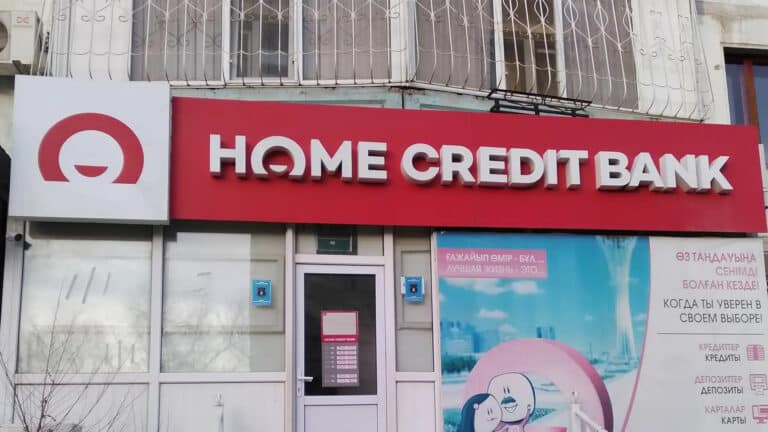 HOME CREDIT BANK
ҒАЖАЙЫП ӨМІР - БҰЛ...
ЛУЧШАЯ ЖИЗНЬ - ЭТО...
ӨЗ ТАҢДАУЫҢА
СЕНІМДІ
БОЛҒАН КЕЗДЕ!
КОГДА ТЫ УВЕРЕН В
СВОЕМ ВЫБОРЕ!
КРЕДИТТЕР
КРЕДИТЫ
ДЕПОЗИТТЕР
ДЕПОЗИТЫ
КАРТАЛАР
КАРТЫ